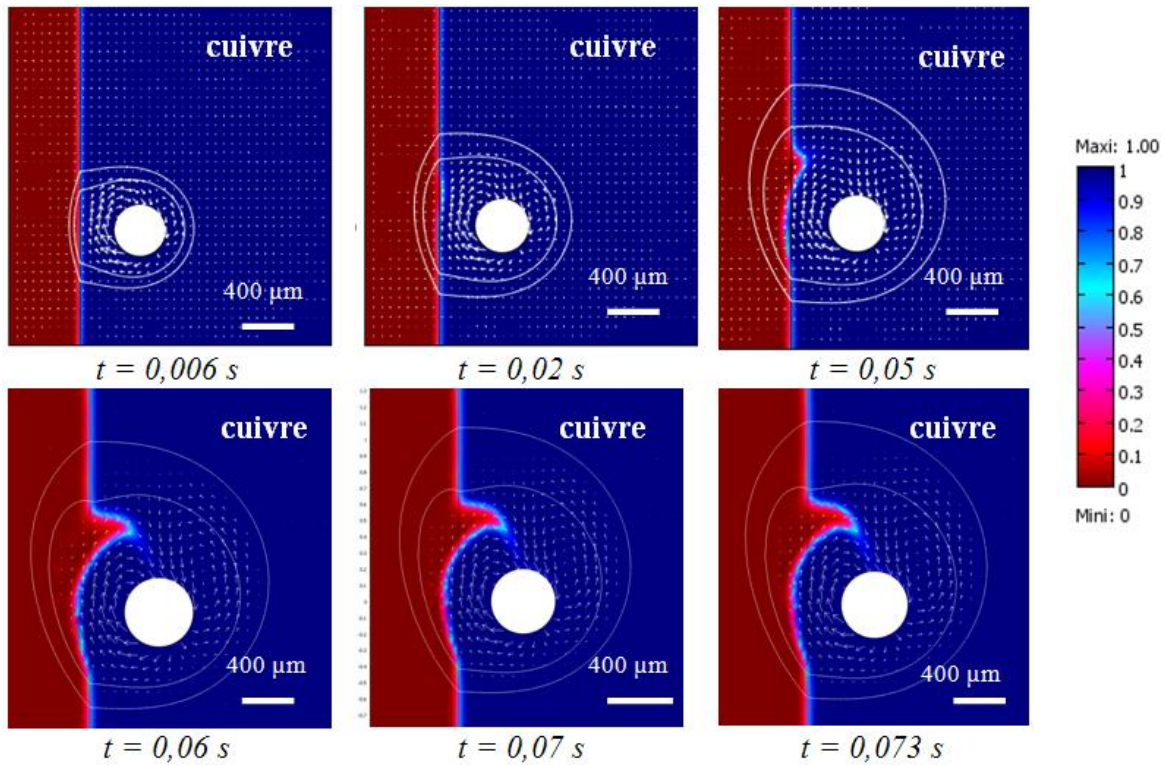 cuivre
400 µm
t = 0,006 s
cuivre
400 µm
t = 0,02 s
cuivre
400 µm
t = 0,05 s
cuivre
400 µm
t = 0,06 s
cuivre
400 µm
t = 0,07 s
cuivre
400 µm
t = 0,073 s
Maxi: 1.00
1
0.9
0.8
0.7
0.6
0.5
0.4
0.3
0.2
0.1
0
Mini: 0